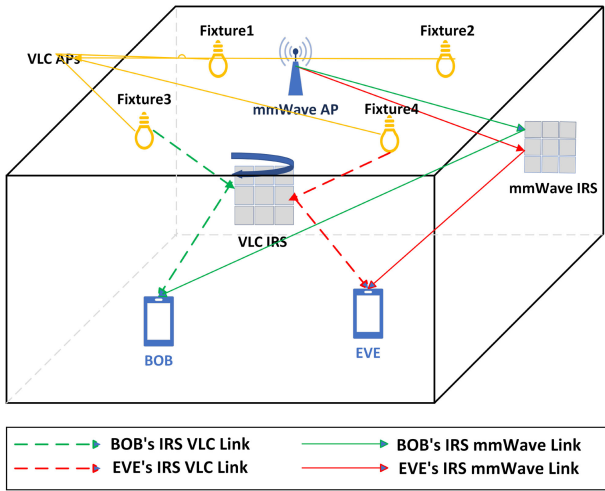 Fixture1
Fixture2
VLC APs
mmWave AP
Fixture3
Fixture4
mmWave IRS
VLC IRS
BOB
EVE
BOB's IRS VLC Link
BOB's IRS mmWave Link
EVE's IRS VLC Link
EVE's IRS mmWave Link